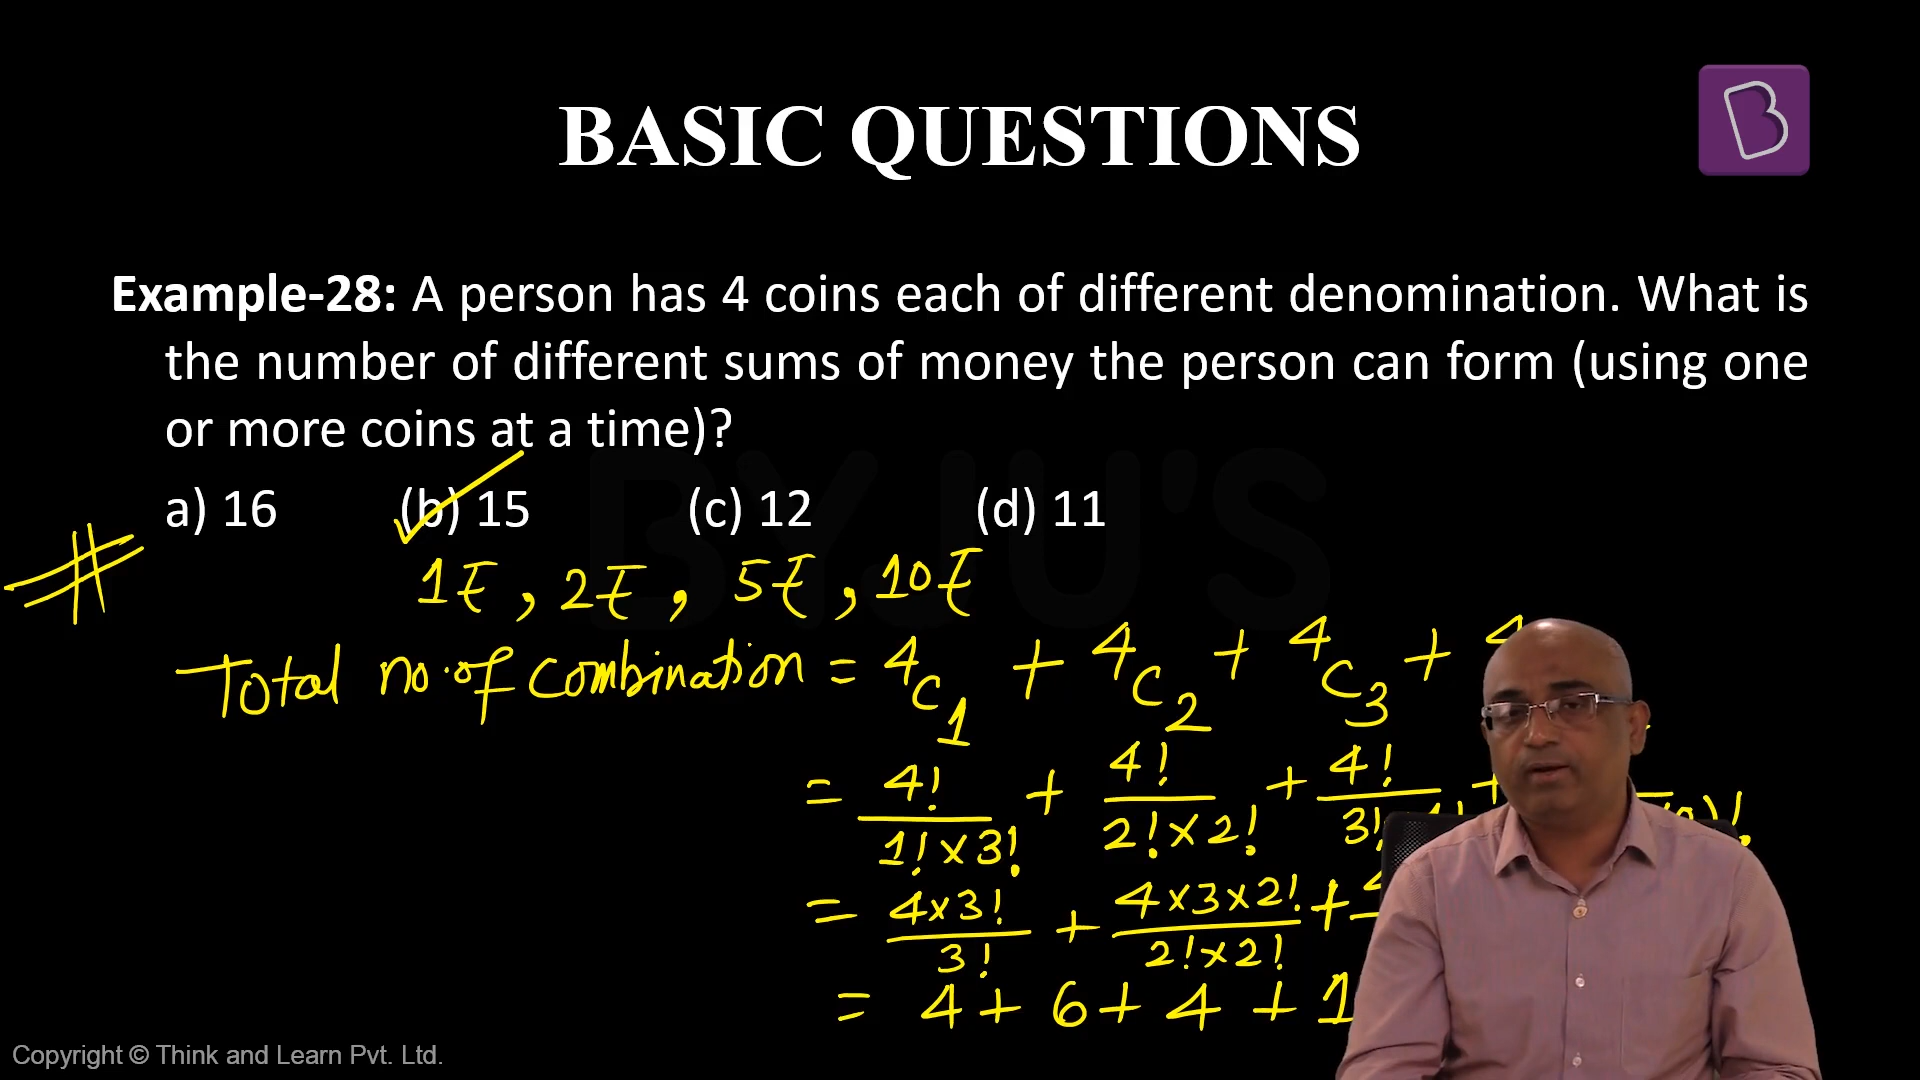 BASIC QUESTIONS
Example-28: A person has 4 coins each of different denomination. What is
the number of different sums of money the person can form (using one
or more coins at a time)?
a) 16 (b) 15 (c) 12 (d) 11
1₹, 2₹, 5₹, 10₹
Total no. of combination = 4C1 + 4C2 + 4C3 + 4
= 4!/(1!×3!) + 4!/(2!×2!) + 4!/3! +
= 4×3!/3! + 4×3×2!/(2!×2!) +
= 4 + 6 + 4 + 1
BYJU'S
Copyright © Think and Learn Pvt. Ltd.